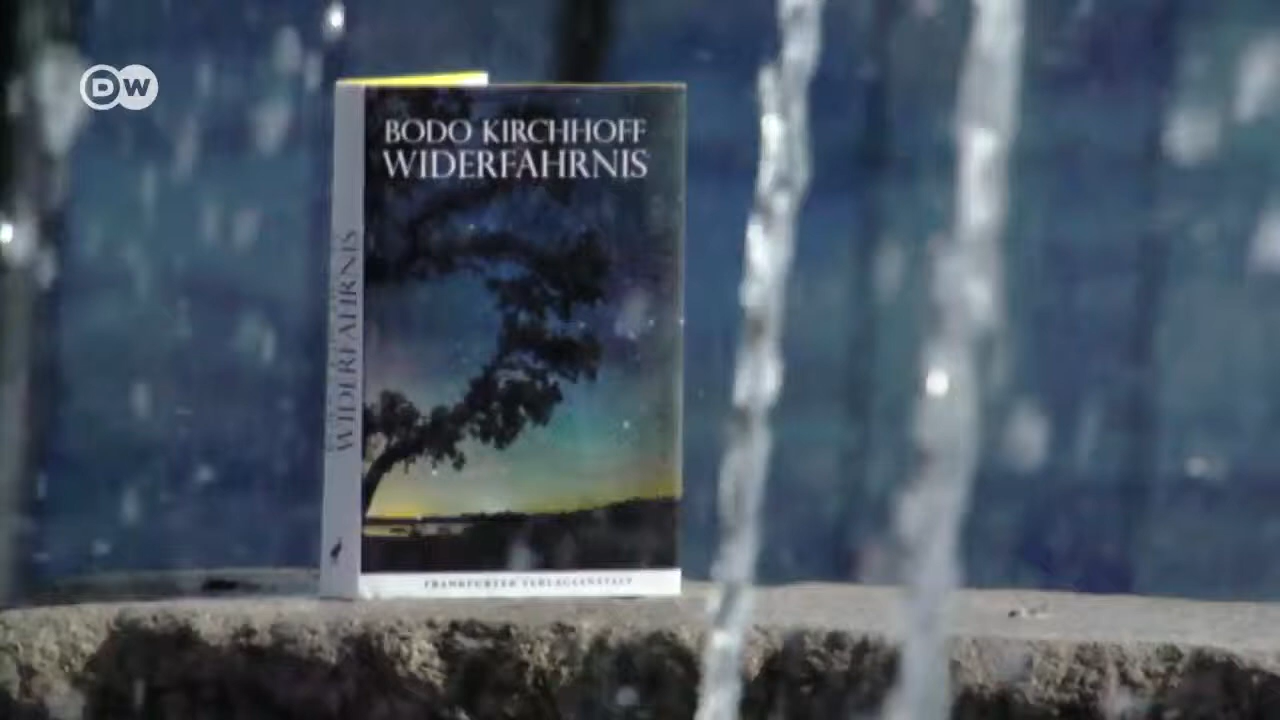 DW
BODO KIRCHHOFF
WIDERFAHRNIS
WIDERFAHRNIS
FRANKFURTER VERLAGSANSTALT